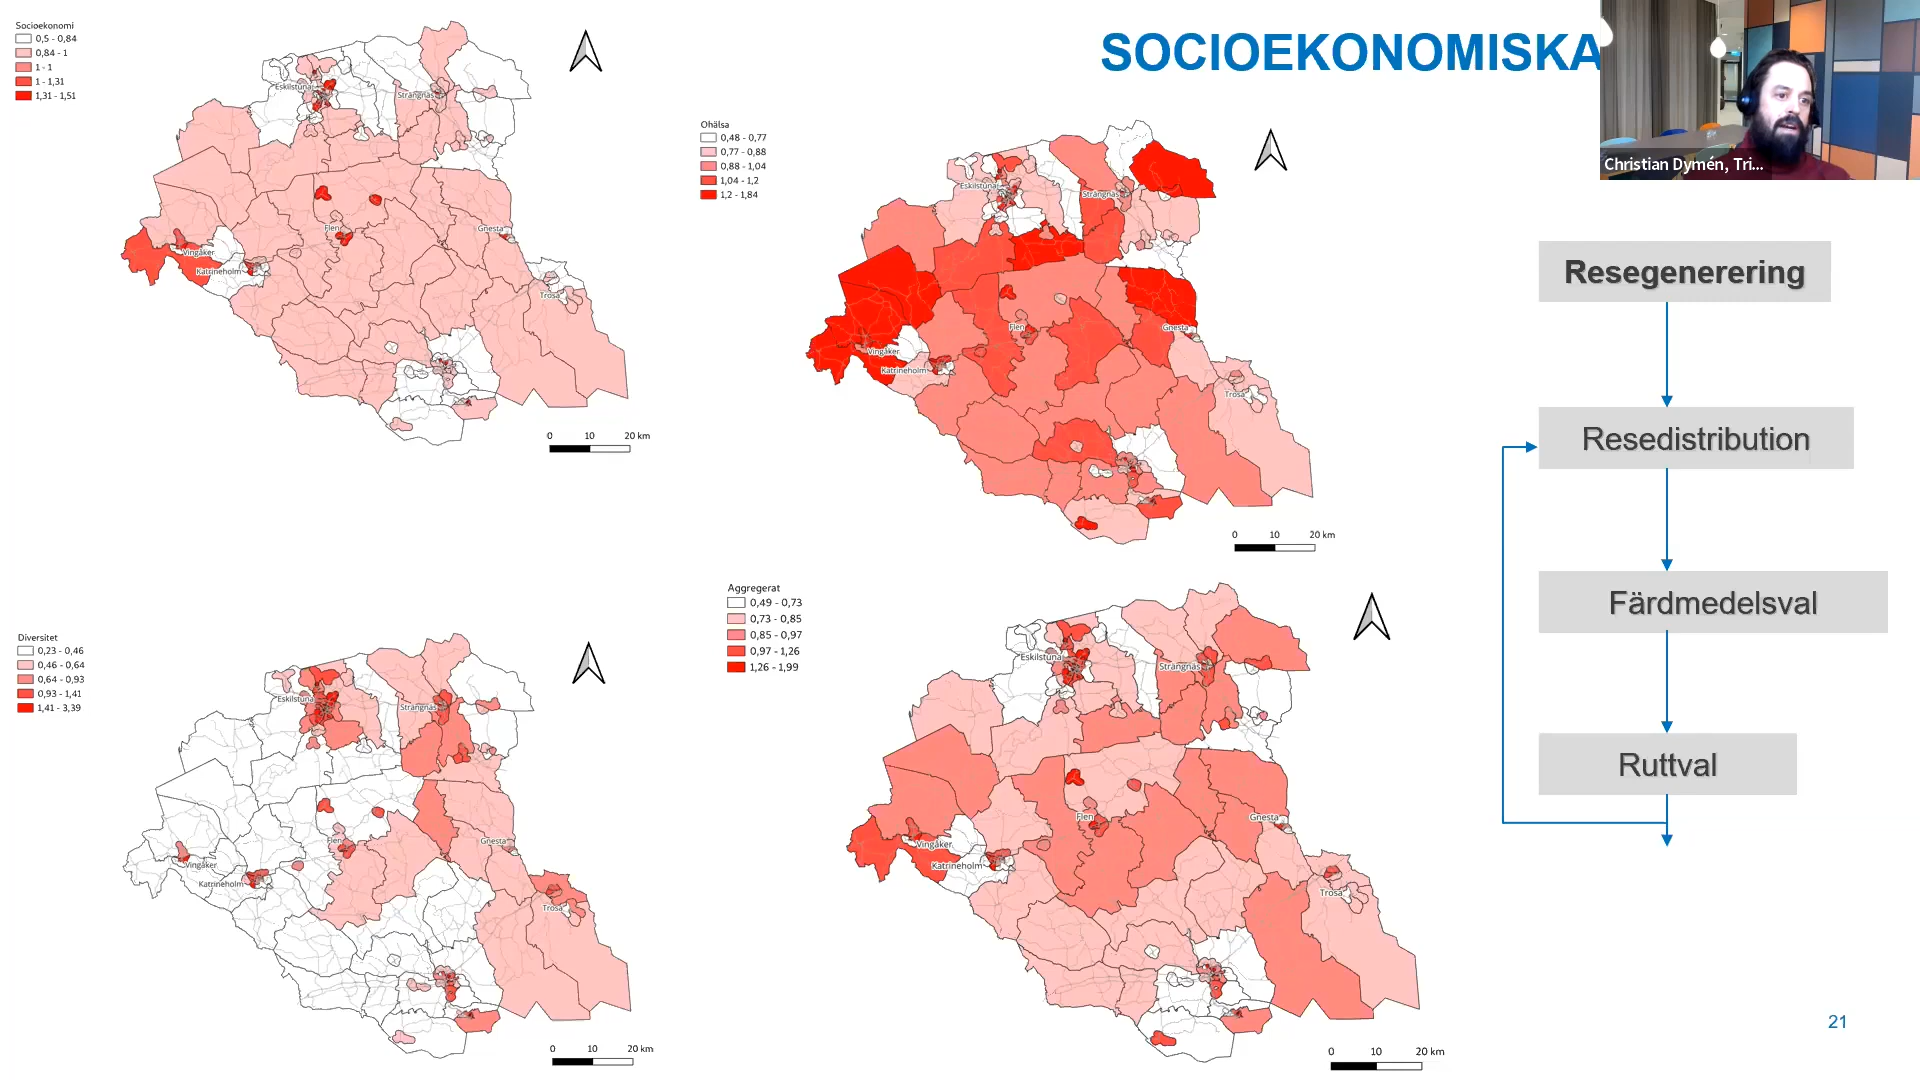 SOCIOEKONOMISKA
Christian Dymén, Tri...
Socioekonomi
0,5 - 0,84
0,84 - 1
1 - 1
1 - 1,31
1,31 - 1,51
Eskilstuna
Strängnäs
Flen
Gnesta
Vingåker
Katrineholm
Trosa
0 10 20 km
Ohälsa
0,48 - 0,77
0,77 - 0,88
0,88 - 1,04
1,04 - 1,2
1,2 - 1,84
Eskilstuna
Strängnäs
Flen
Gnesta
Vingåker
Katrineholm
Trosa
0 10 20 km
Diversitet
0,23 - 0,46
0,46 - 0,64
0,64 - 0,93
0,93 - 1,41
1,41 - 3,39
Eskilstuna
Strängnäs
Flen
Gnesta
Vingåker
Katrineholm
Trosa
0 10 20 km
Aggregerat
0,49 - 0,73
0,73 - 0,85
0,85 - 0,97
0,97 - 1,26
1,26 - 1,99
Eskilstuna
Strängnäs
Flen
Gnesta
Vingåker
Katrineholm
Trosa
0 10 20 km
Resegenerering
Resedistribution
Färdmedelsval
Ruttval
21